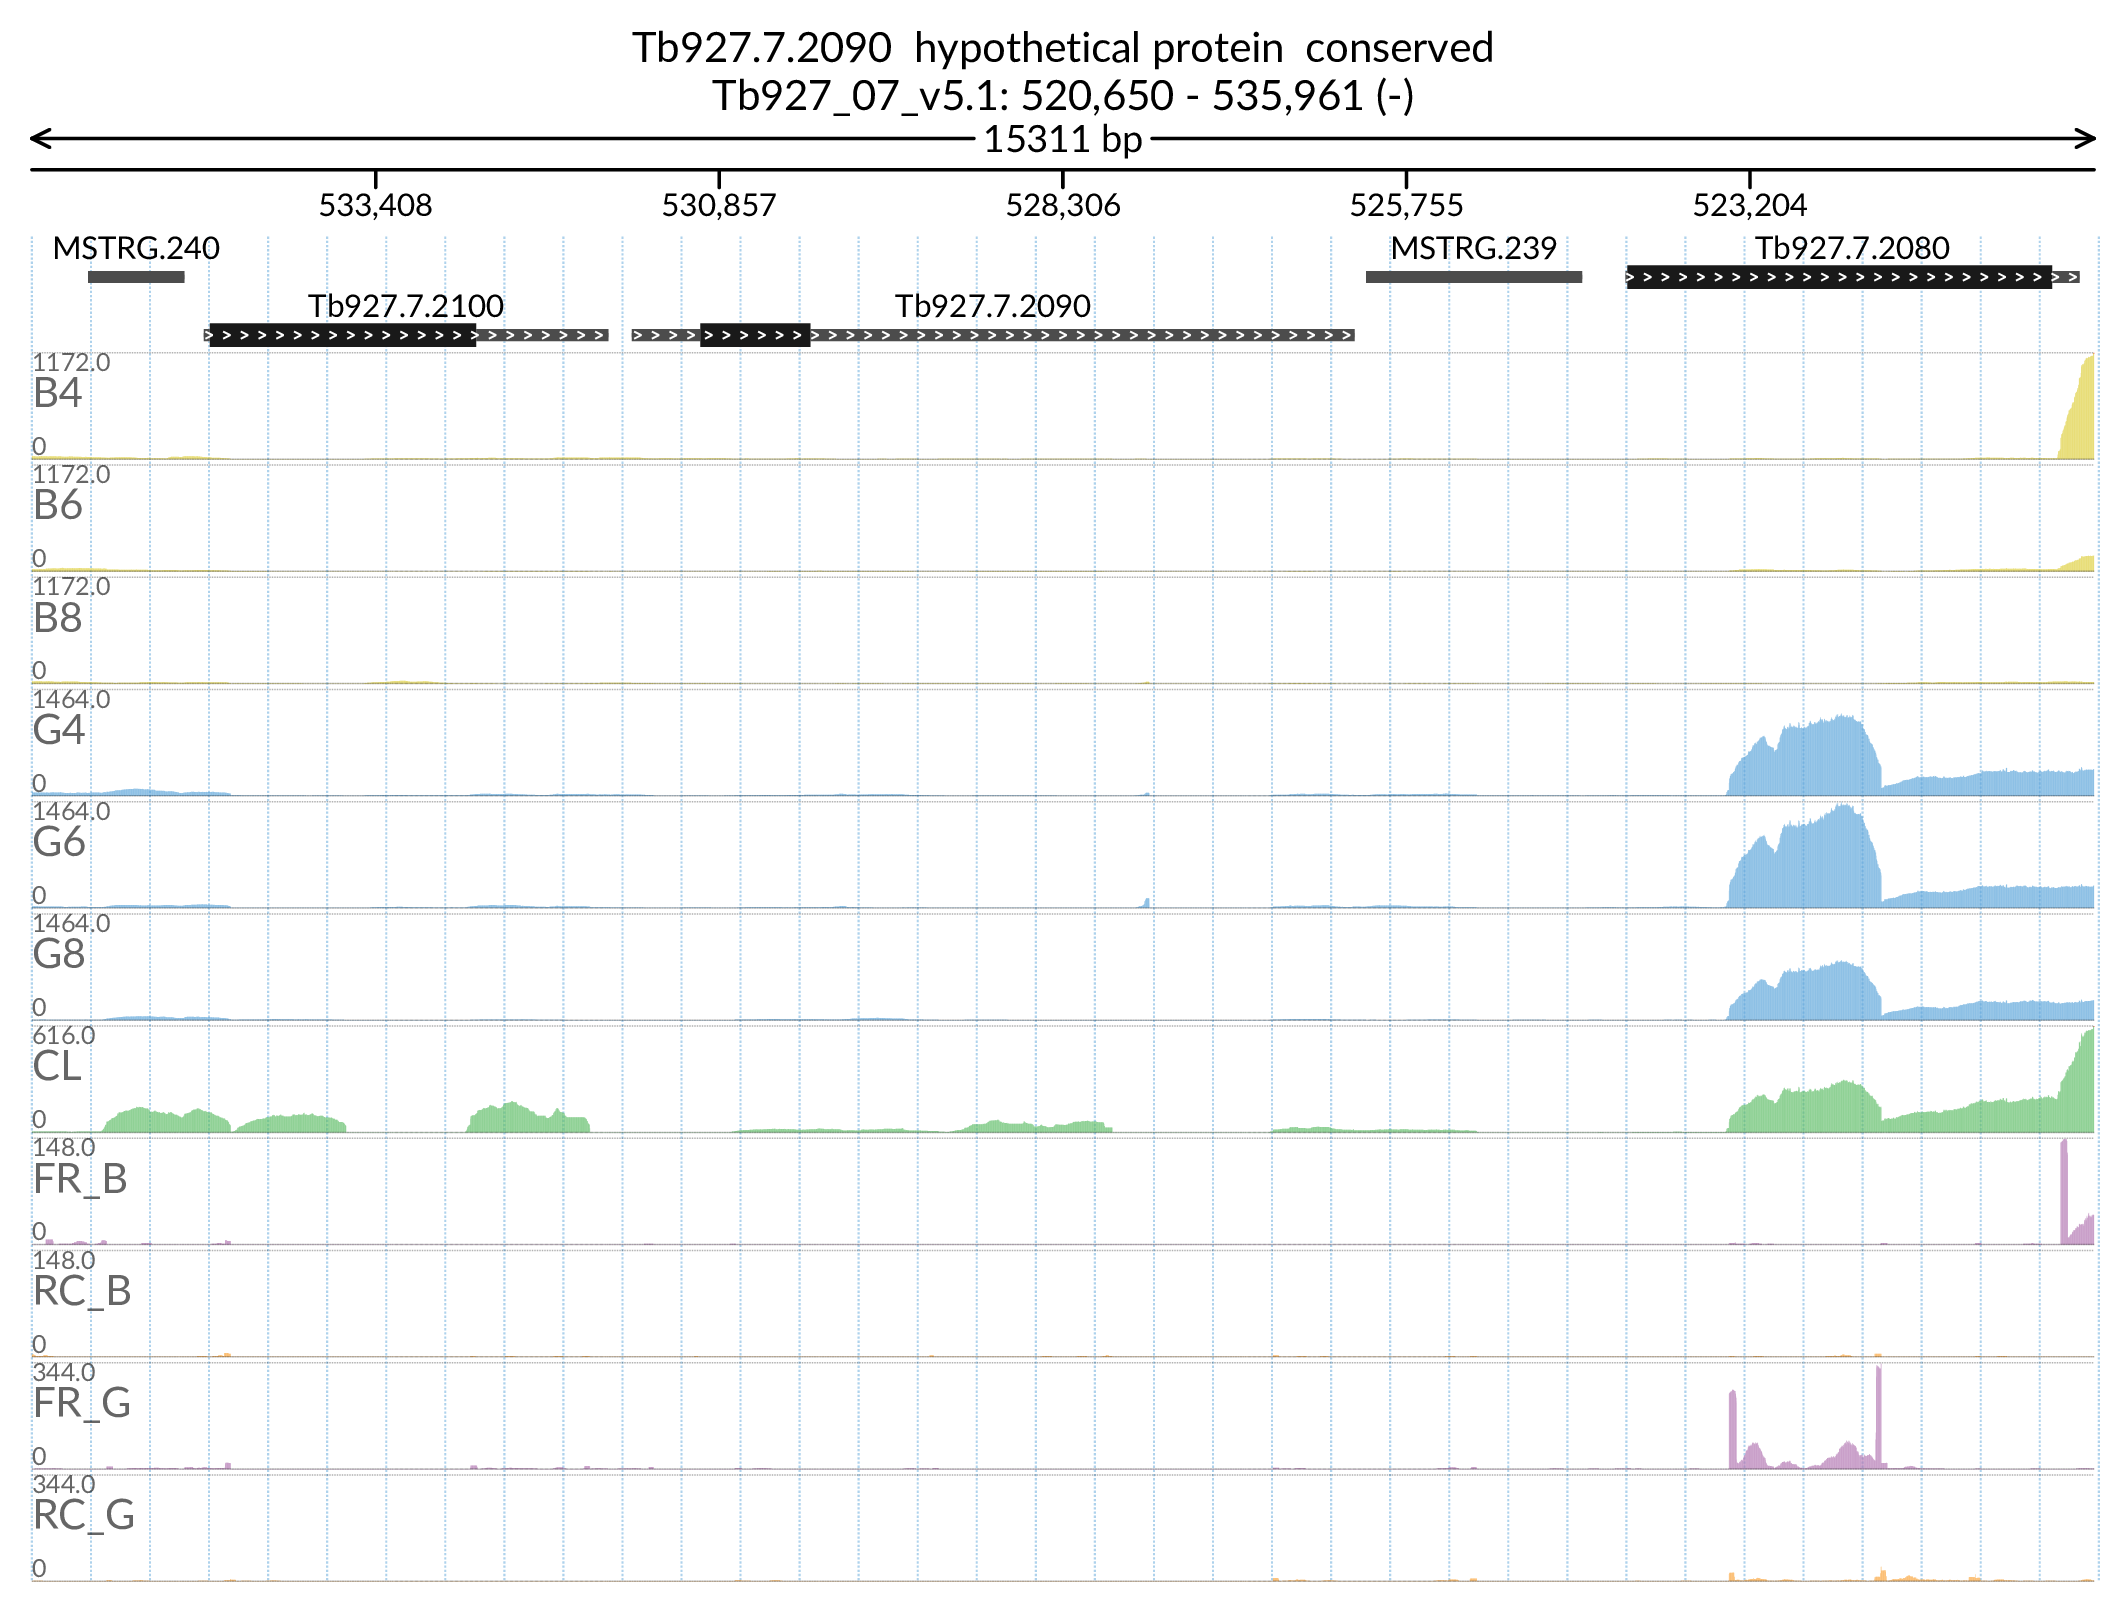 Tb927.7.2090  hypothetical protein  conserved
Tb927_07_v5.1: 520,650 - 535,961 (-)
15311 bp
533,408 530,857 528,306 525,755 523,204
MSTRG.240 MSTRG.239 Tb927.7.2080
Tb927.7.2100 Tb927.7.2090
1172.0
B4
0
1172.0
B6
0
1172.0
B8
0
1464.0
G4
0
1464.0
G6
0
1464.0
G8
0
616.0
CL
0
148.0
FR_B
0
148.0
RC_B
0
344.0
FR_G
0
344.0
RC_G
0